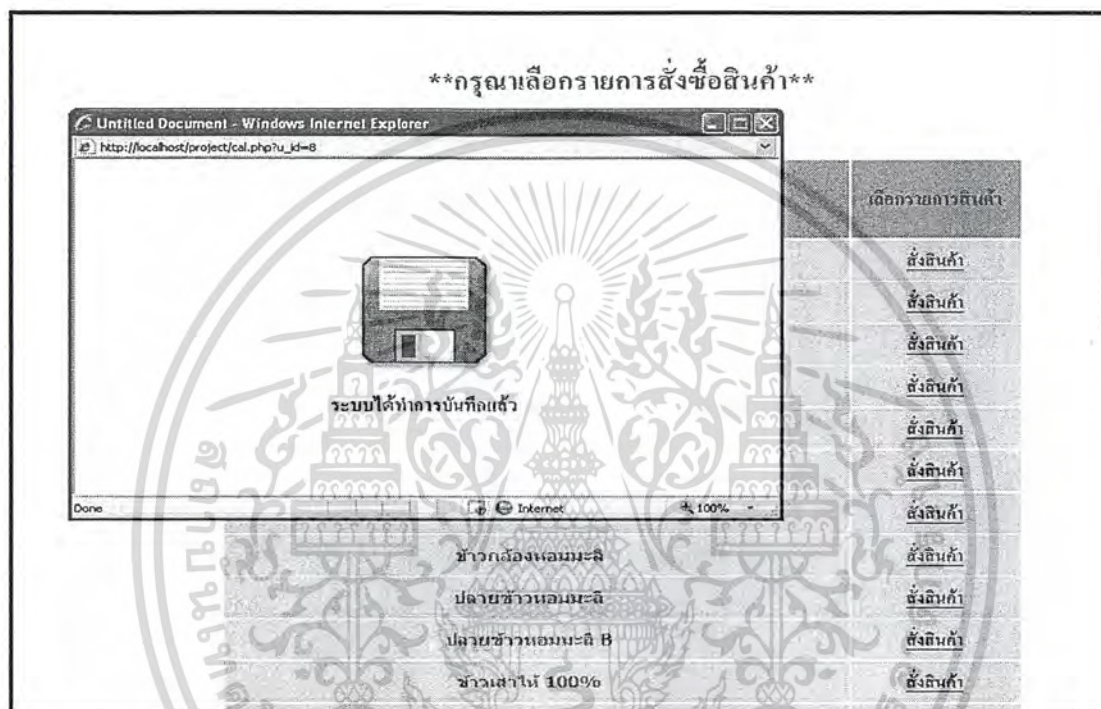 **กรุณาเลือกรายการสั่งซื้อสินค้า**
Untitled Document - Windows Internet Explorer
http://localhost/project/cal.php?u_id=8
เลือกรายการสินค้า
สั่งสินค้า
สั่งสินค้า
สั่งสินค้า
สั่งสินค้า
ระบบได้ทำการบันทึกแล้ว
สั่งสินค้า
สั่งสินค้า
Done Internet 100%
สั่งสินค้า
ข้าวกล้องหอมมะลิ สั่งสินค้า
ปลายข้าวหอมมะลิ สั่งสินค้า
ปลายข้าวหอมมะลิ B สั่งสินค้า
ข้าวเสาไห้ 100% สั่งสินค้า